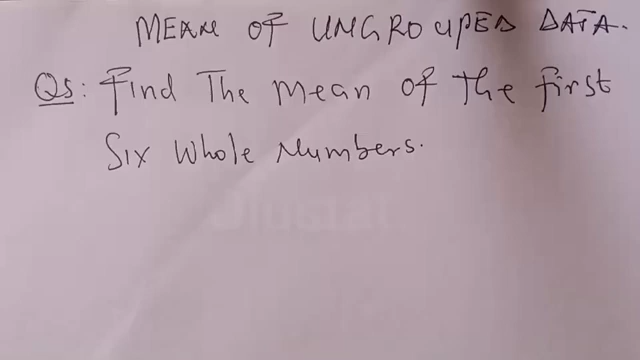 MEAN OF UNGROUPED DATA.
Qs: Find The Mean Of The first
Six Whole Numbers.